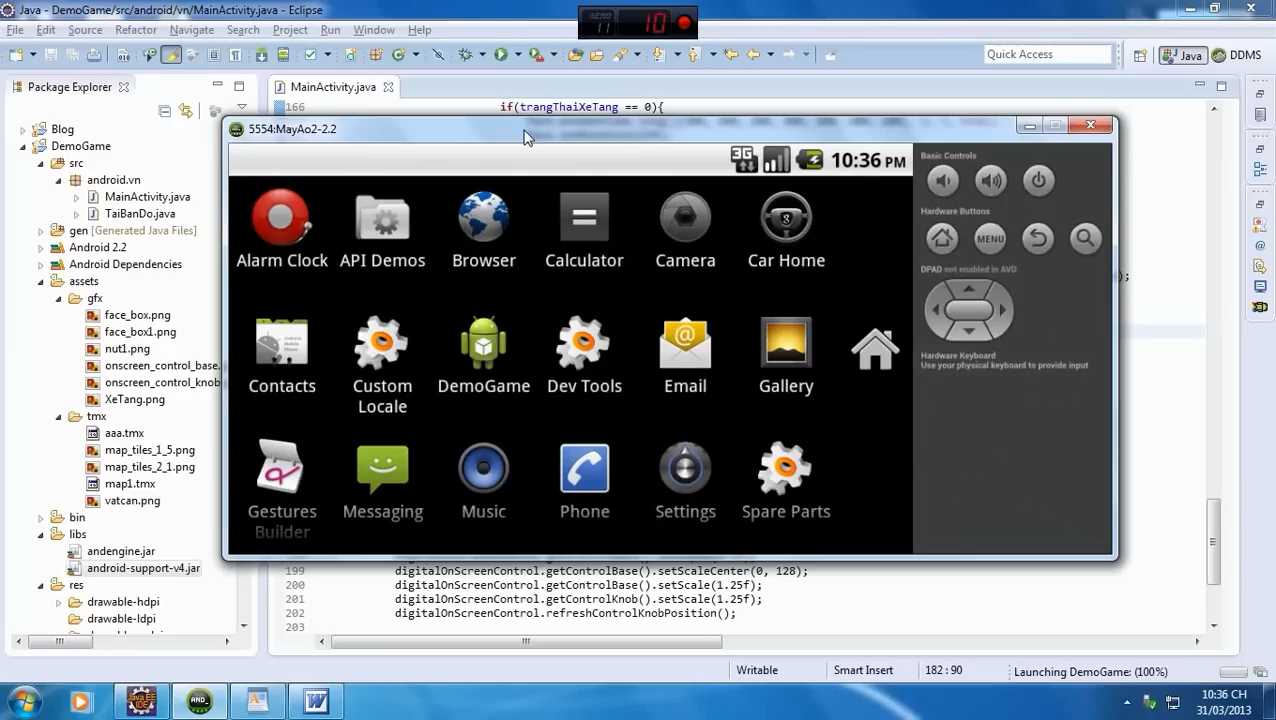 Java - DemoGame/src/android/vn/MainActivity.java - Eclipse
AERO
11
10
File Edit Source Refactor Navigate Search Project Run Window Help
Quick Access
Java
DDMS
Package Explorer
MainActivity.java
166
if(trangThaiXeTang == 0){
Blog
DemoGame
src
android.vn
MainActivity.java
TaiBanDo.java
gen [Generated Java Files]
Android 2.2
Android Dependencies
assets
gfx
face_box.png
face_box1.png
nut1.png
onscreen_control_base.
onscreen_control_knob
XeTang.png
tmx
aaa.tmx
map_tiles_1_5.png
map_tiles_2_1.png
map1.tmx
vatcan.png
bin
libs
andengine.jar
android-support-v4.jar
res
drawable-hdpi
drawable-ldpi
5554:MayAo2-2.2
3G
10:36 PM
Alarm Clock
API Demos
Browser
Calculator
Camera
Car Home
Contacts
Custom
Locale
DemoGame
Dev Tools
Email
Gallery
Gestures
Builder
Messaging
Music
Phone
Settings
Spare Parts
Basic Controls
Hardware Buttons
MENU
DPAD not enabled in AVD
Hardware Keyboard
Use your physical keyboard to provide input
199
digitalOnScreenControl.getControlBase().setScaleCenter(0, 128);
200
digitalOnScreenControl.getControlBase().setScale(1.25f);
201
digitalOnScreenControl.getControlKnob().setScale(1.25f);
202
digitalOnScreenControl.refreshControlKnobPosition();
203
Writable
Smart Insert
182 : 90
Launching DemoGame: (100%)
10:36 CH
31/03/2013